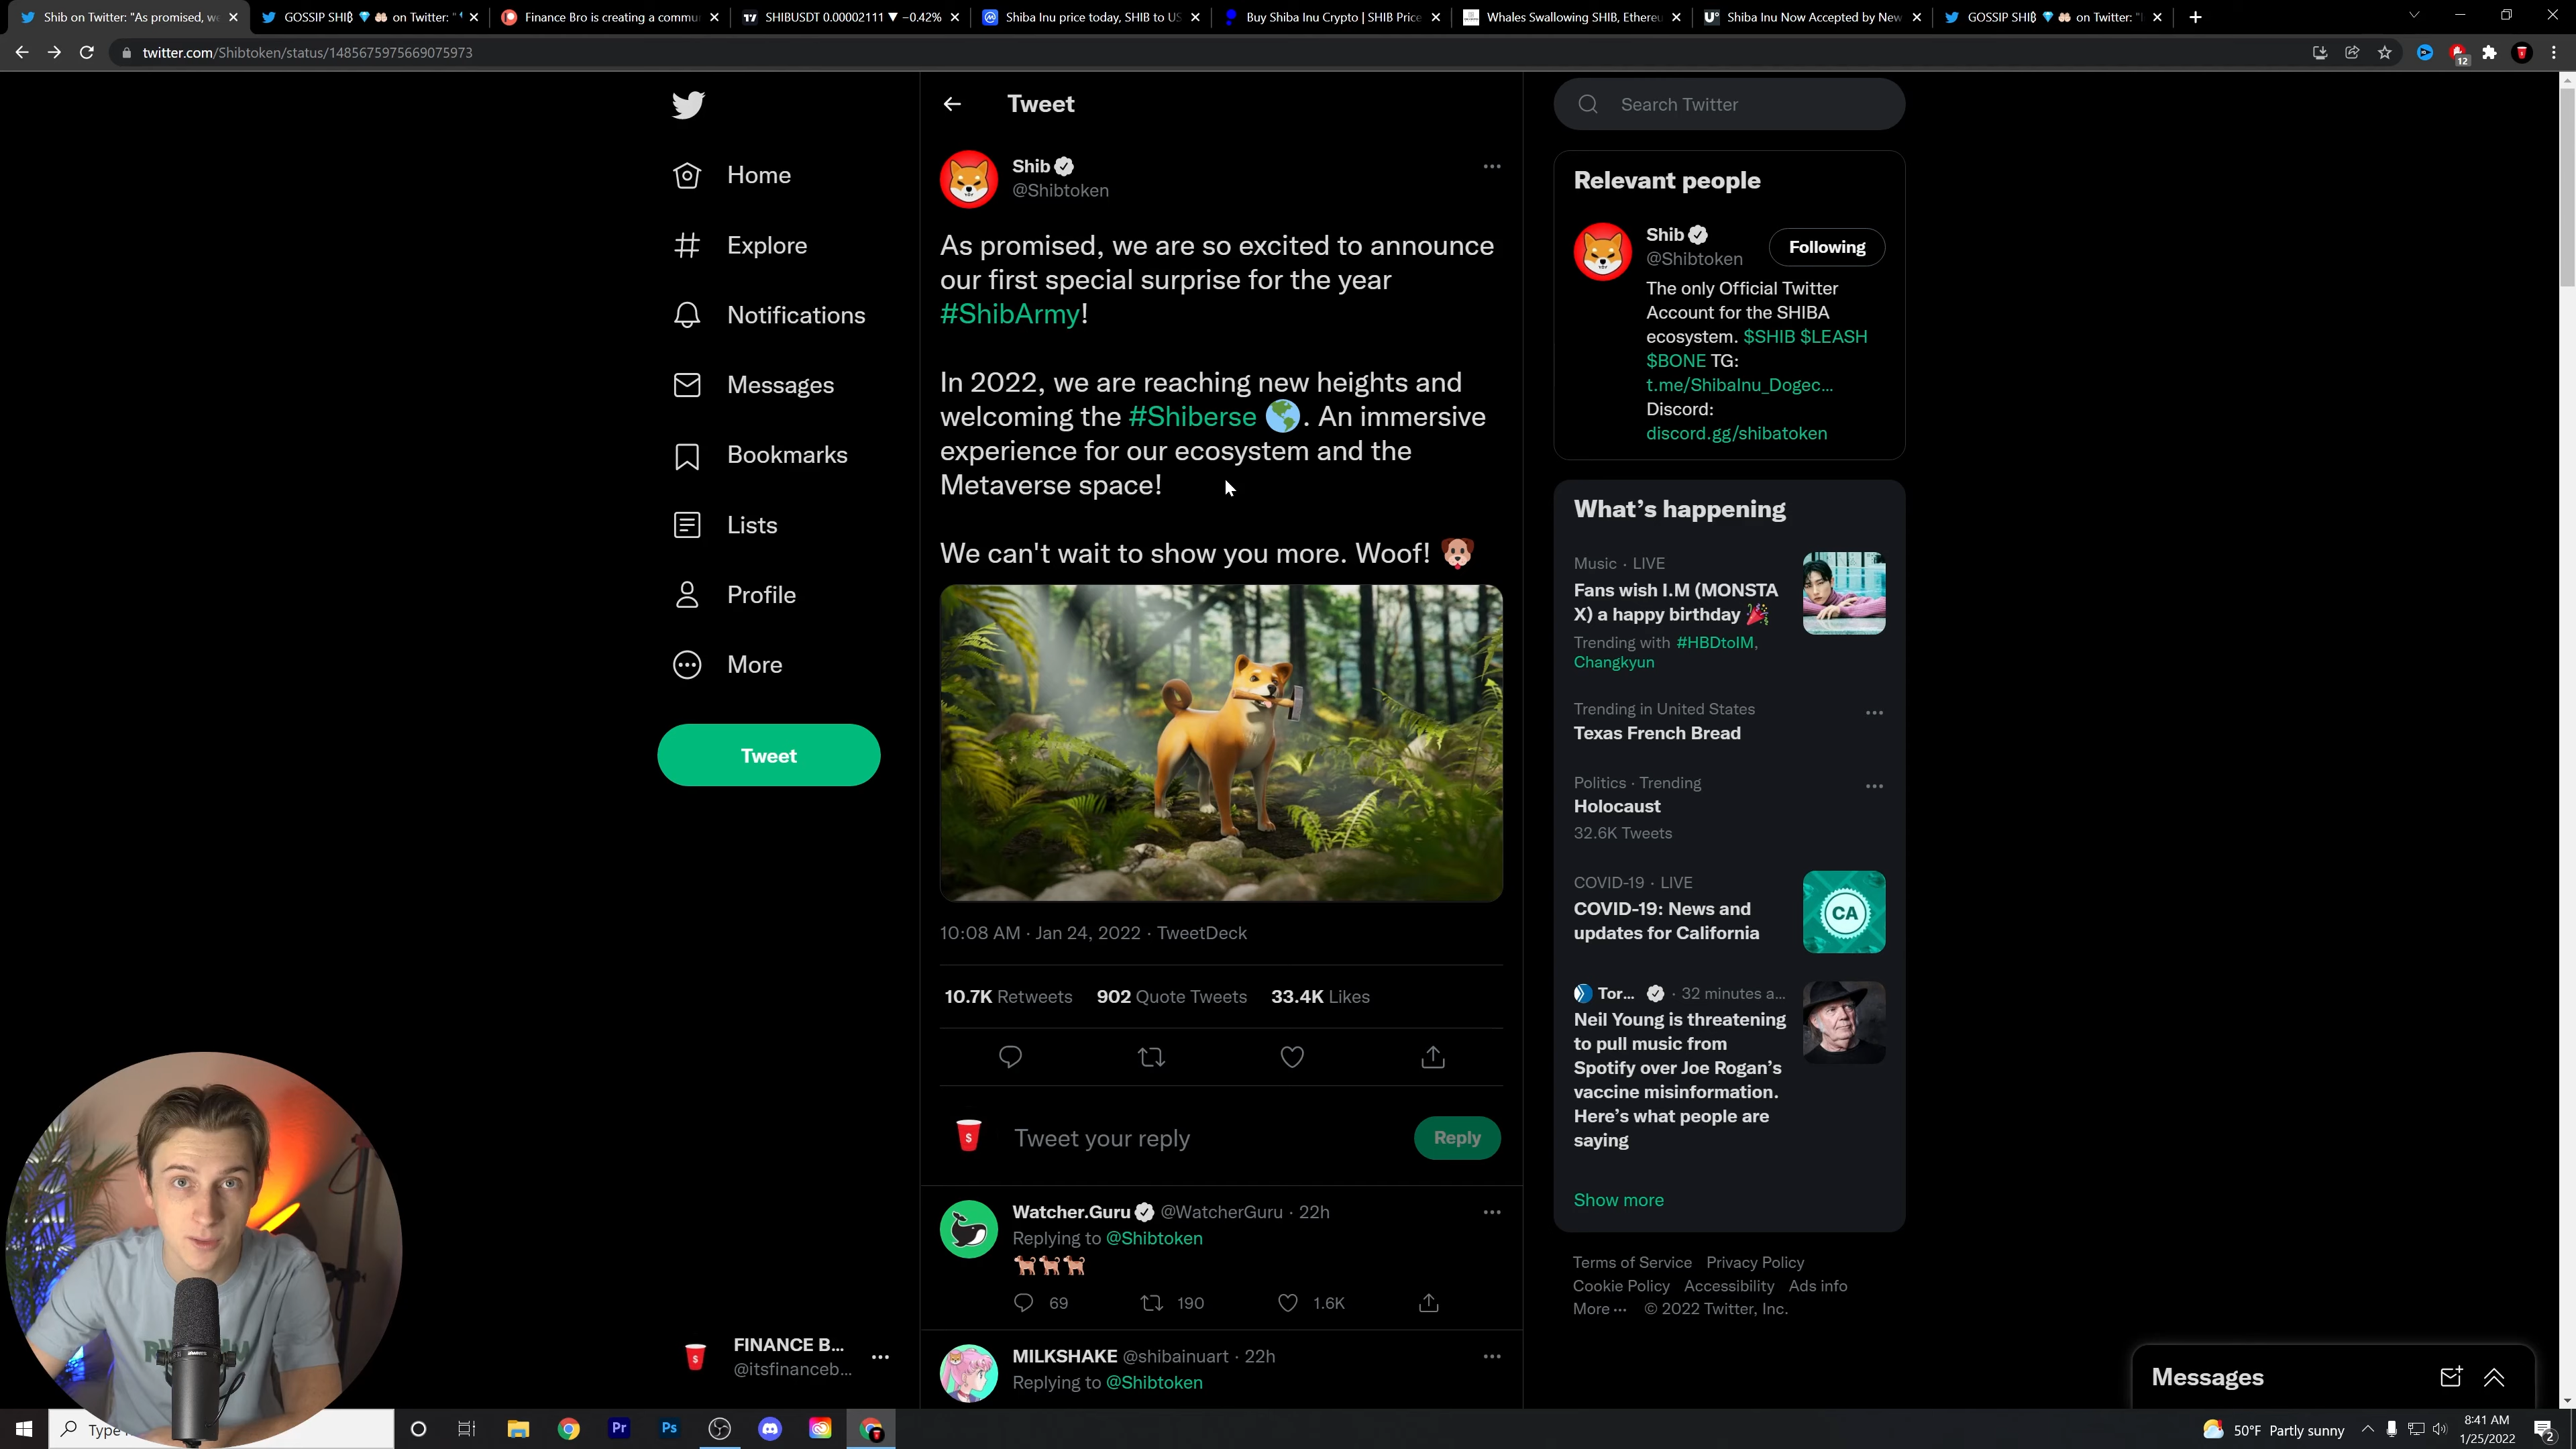 Shib on Twitter: "As promised, we
GOSSIP SHIB 💎 👐🏻 on Twitter: "
Finance Bro is creating a commu
SHIBUSDT 0.00002111 ▼ −0.42%
Shiba Inu price today, SHIB to US
Buy Shiba Inu Crypto | SHIB Price
Whales Swallowing SHIB, Ethereu
Shiba Inu Now Accepted by New
GOSSIP SHIB 💎 👐🏻 on Twitter: "
twitter.com/Shibtoken/status/1485675975669075973
12
Home
Explore
Notifications
Messages
Bookmarks
Lists
Profile
More
Tweet
FINANCE B...
@itsfinanceb...
Tweet
Shib
@Shibtoken
As promised, we are so excited to announce
our first special surprise for the year
#ShibArmy!
In 2022, we are reaching new heights and
welcoming the #Shiberse 🌎. An immersive
experience for our ecosystem and the
Metaverse space!
We can't wait to show you more. Woof! 🐶
10:08 AM · Jan 24, 2022 · TweetDeck
10.7K Retweets 902 Quote Tweets 33.4K Likes
Tweet your reply
Reply
Watcher.Guru @WatcherGuru · 22h
Replying to @Shibtoken
🐕🐕🐕
69 190 1.6K
MILKSHAKE @shibainuart · 22h
Replying to @Shibtoken
Search Twitter
Relevant people
Shib
@Shibtoken
Following
The only Official Twitter
Account for the SHIBA
ecosystem. $SHIB $LEASH
$BONE TG:
t.me/ShibaInu_Dogec...
Discord:
discord.gg/shibatoken
What's happening
Music · LIVE
Fans wish I.M (MONSTA
X) a happy birthday 🎉
Trending with #HBDtoIM,
Changkyun
Trending in United States
Texas French Bread
Politics · Trending
Holocaust
32.6K Tweets
COVID-19 · LIVE
COVID-19: News and
updates for California
CA
Tor... · 32 minutes a...
Neil Young is threatening
to pull music from
Spotify over Joe Rogan's
vaccine misinformation.
Here's what people are
saying
Show more
Terms of Service Privacy Policy
Cookie Policy Accessibility Ads info
More ··· © 2022 Twitter, Inc.
Messages
Type
Pr
Ps
50°F Partly sunny
8:41 AM
1/25/2022
2